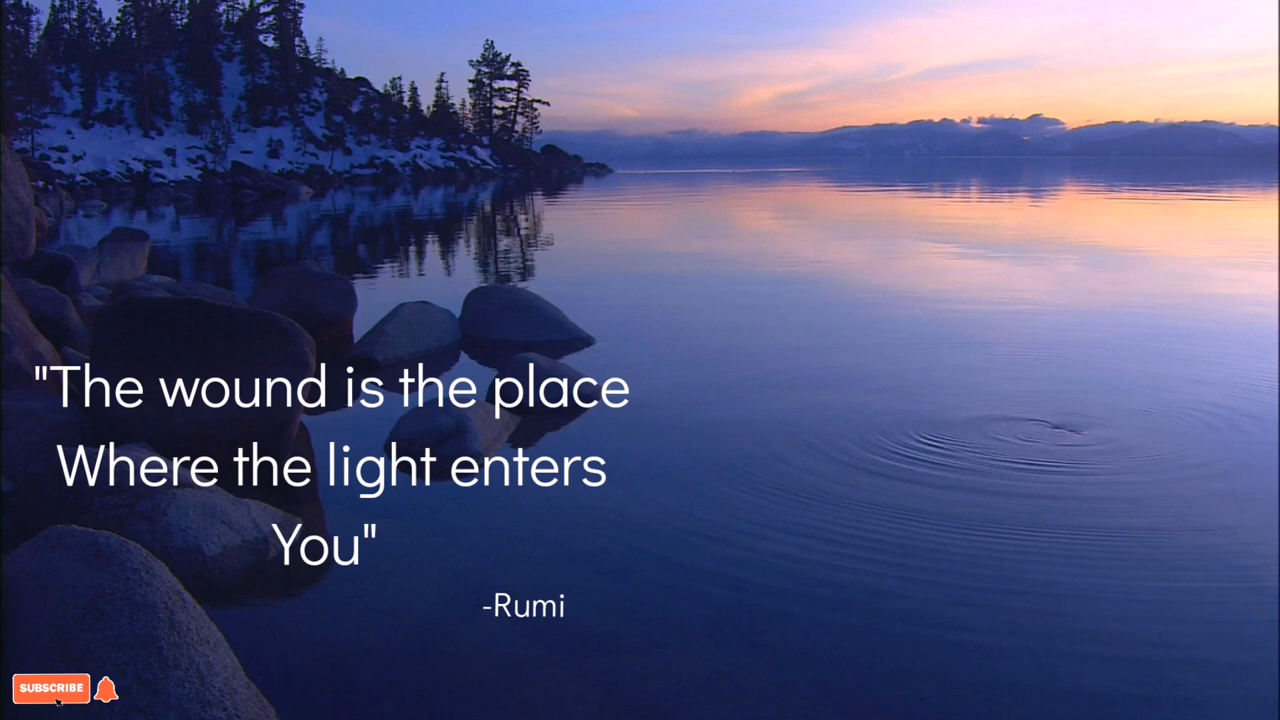 "The wound is the place
Where the light enters
You"
-Rumi
SUBSCRIBE